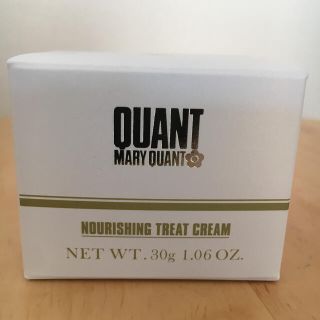 QUANT
MARY QUANT
NOURISHING TREAT CREAM
NET WT. 30g 1.06 OZ.